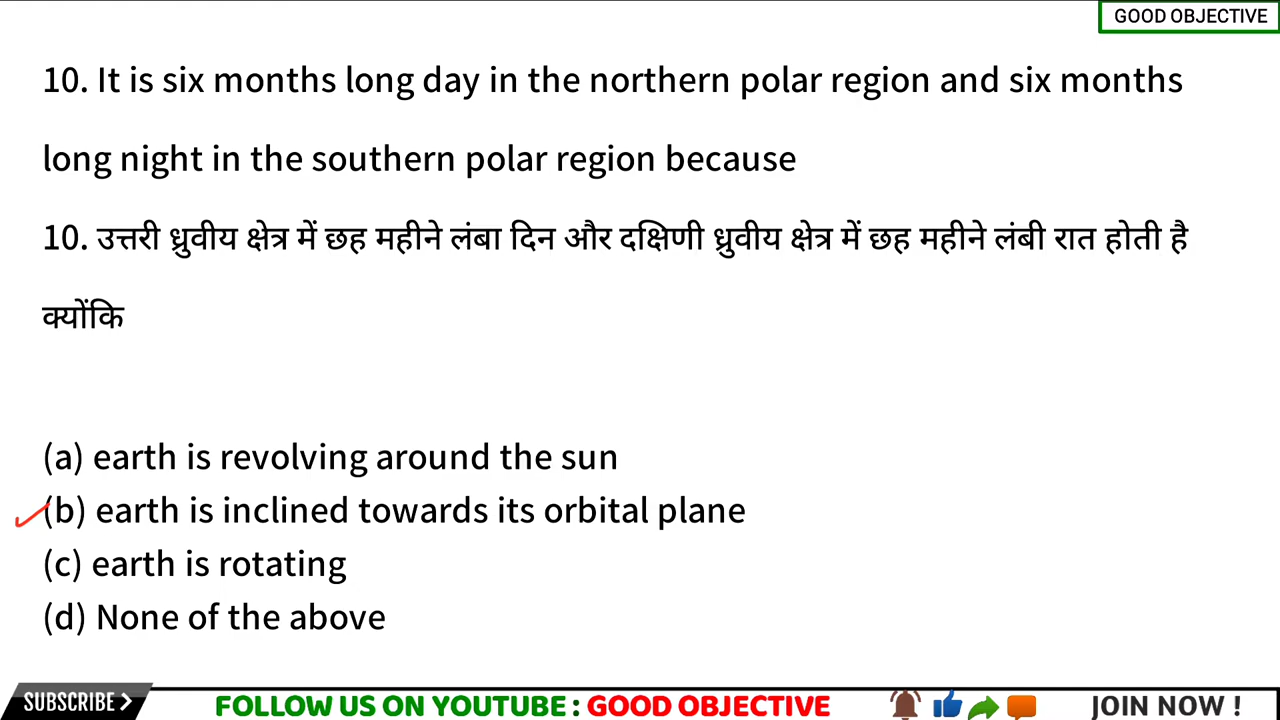 GOOD OBJECTIVE
10. It is six months long day in the northern polar region and six months
long night in the southern polar region because
10. उत्तरी ध्रुवीय क्षेत्र में छह महीने लंबा दिन और दक्षिणी ध्रुवीय क्षेत्र में छह महीने लंबी रात होती है
क्योंकि
(a) earth is revolving around the sun
(b) earth is inclined towards its orbital plane
(c) earth is rotating
(d) None of the above
SUBSCRIBE > FOLLOW US ON YOUTUBE : GOOD OBJECTIVE JOIN NOW !